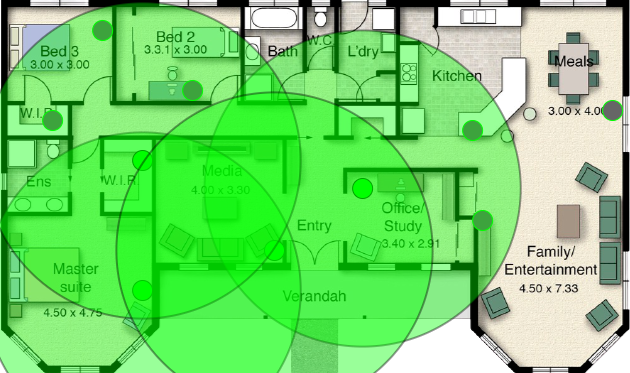 Bed 3
3.00 x 3.00
Bed 2
3.3.1 x 3.00
Bath
W.C
L'dry
Kitchen
Meals
3.00 x 4.00
W.I.R
Ens
W.I.R
Media
4.00 x 3.30
Entry
Office/
Study
3.40 x 2.91
Master
suite
4.50 x 4.75
Verandah
Family/
Entertainment
4.50 x 7.33